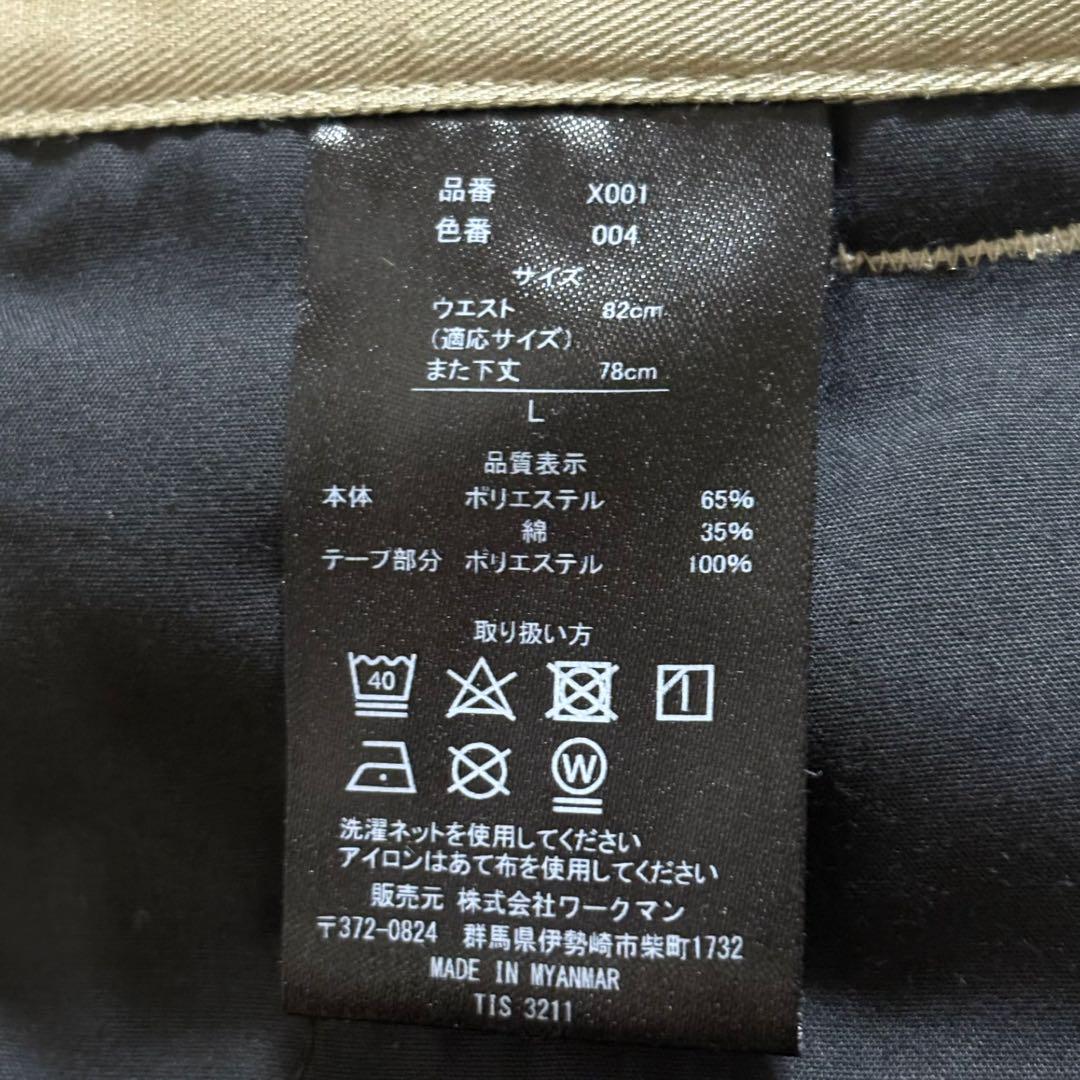 品番 X001
色番 004
サイズ
ウエスト 82cm
(適応サイズ)
また下丈 78cm
L
品質表示
本体 ポリエステル 65%
綿 35%
テープ部分 ポリエステル 100%
取り扱い方
40
W
洗濯ネットを使用してください
アイロンはあて布を使用してください
販売元 株式会社ワークマン
〒372-0824 群馬県伊勢崎市柴町1732
MADE IN MYANMAR
TIS 3211